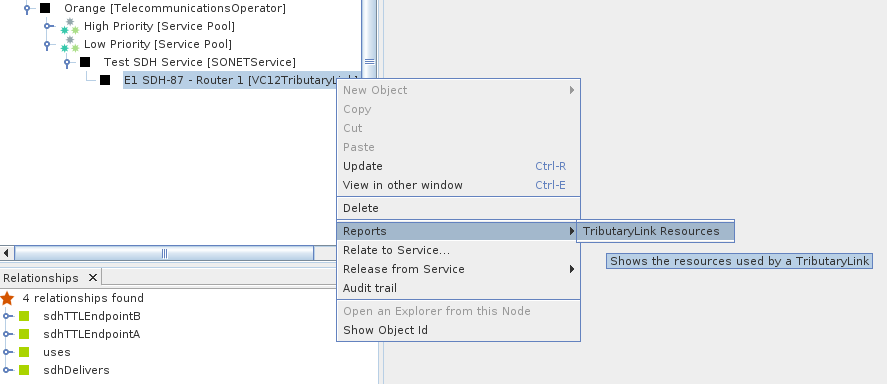 Orange [TelecommunicationsOperator]
High Priority [Service Pool]
Low Priority [Service Pool]
Test SDH Service [SONETService]
E1 SDH-87 - Router 1 [VC12TributaryLink]
New Object
Copy
Cut
Paste
Update Ctrl-R
View in other window Ctrl-E
Delete
Reports
TributaryLink Resources
Relate to Service...
Shows the resources used by a TributaryLink
Release from Service
Audit trail
Open an Explorer from this Node
Show Object Id
Relationships X
4 relationships found
sdhTTLEndpointB
sdhTTLEndpointA
uses
sdhDelivers